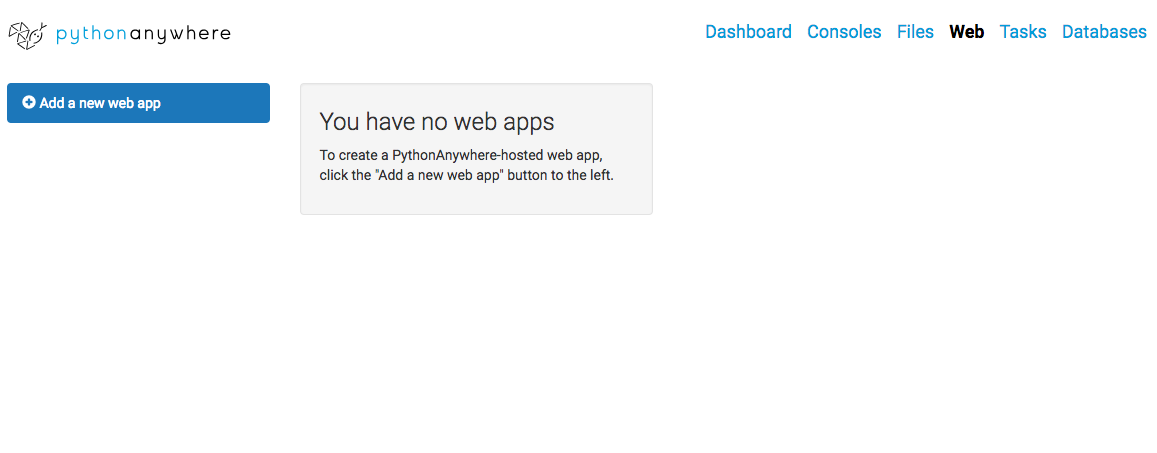 pythonanywhere
Dashboard Consoles Files Web Tasks Databases
Add a new web app
You have no web apps
To create a PythonAnywhere-hosted web app,
click the "Add a new web app" button to the left.